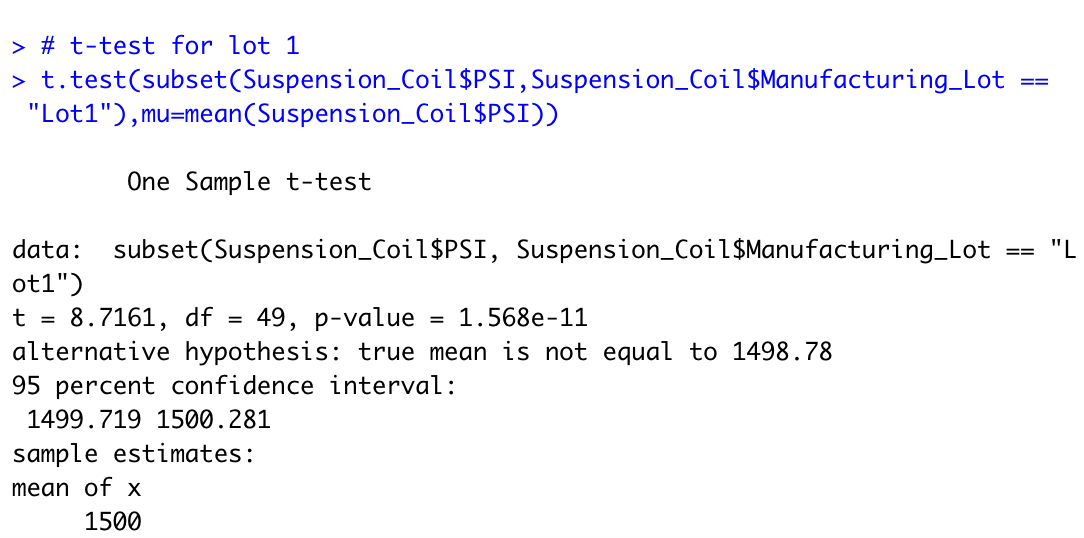 > # t-test for lot 1
> t.test(subset(Suspension_Coil$PSI,Suspension_Coil$Manufacturing_Lot ==
"Lot1"),mu=mean(Suspension_Coil$PSI))
One Sample t-test
data:  subset(Suspension_Coil$PSI, Suspension_Coil$Manufacturing_Lot == "L
ot1")
t = 8.7161, df = 49, p-value = 1.568e-11
alternative hypothesis: true mean is not equal to 1498.78
95 percent confidence interval:
1499.719 1500.281
sample estimates:
mean of x
1500